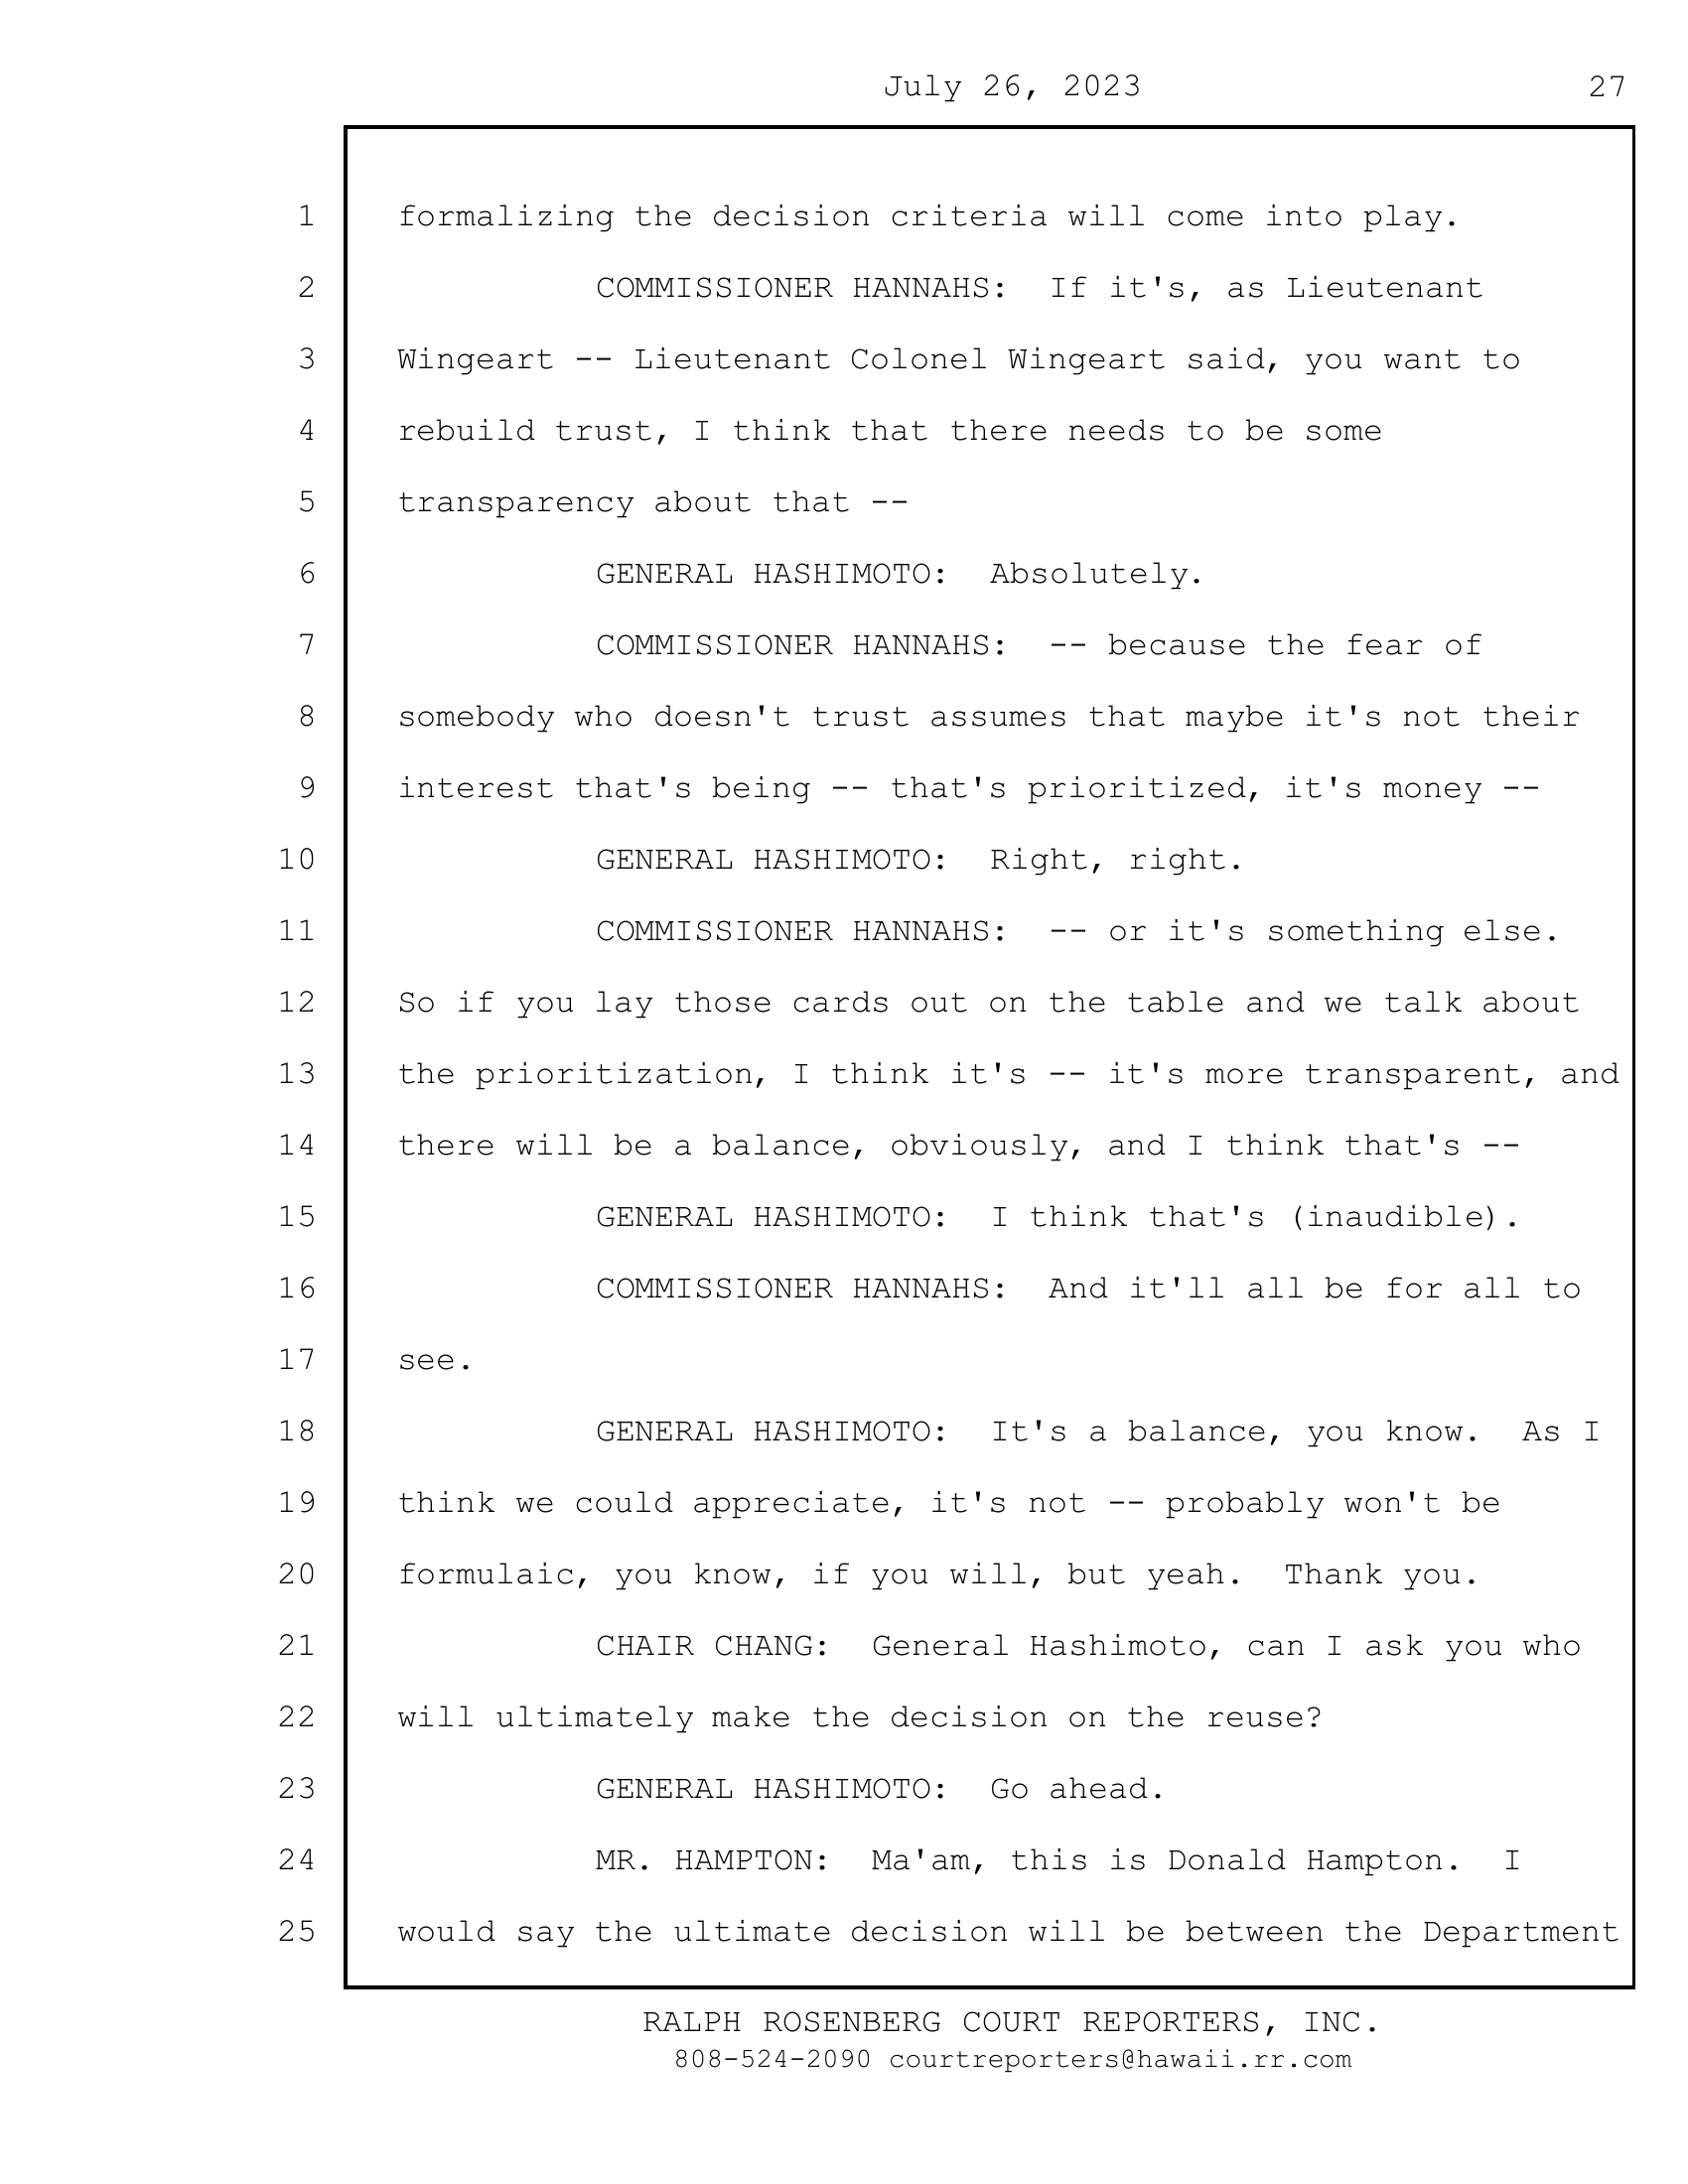 July 26, 2023 27
1 formalizing the decision criteria will come into play.
2 COMMISSIONER HANNAHS:  If it's, as Lieutenant
3 Wingeart -- Lieutenant Colonel Wingeart said, you want to
4 rebuild trust, I think that there needs to be some
5 transparency about that --
6 GENERAL HASHIMOTO:  Absolutely.
7 COMMISSIONER HANNAHS:  -- because the fear of
8 somebody who doesn't trust assumes that maybe it's not their
9 interest that's being -- that's prioritized, it's money --
10 GENERAL HASHIMOTO:  Right, right.
11 COMMISSIONER HANNAHS:  -- or it's something else.
12 So if you lay those cards out on the table and we talk about
13 the prioritization, I think it's -- it's more transparent, and
14 there will be a balance, obviously, and I think that's --
15 GENERAL HASHIMOTO:  I think that's (inaudible).
16 COMMISSIONER HANNAHS:  And it'll all be for all to
17 see.
18 GENERAL HASHIMOTO:  It's a balance, you know.  As I
19 think we could appreciate, it's not -- probably won't be
20 formulaic, you know, if you will, but yeah.  Thank you.
21 CHAIR CHANG:  General Hashimoto, can I ask you who
22 will ultimately make the decision on the reuse?
23 GENERAL HASHIMOTO:  Go ahead.
24 MR. HAMPTON:  Ma'am, this is Donald Hampton.  I
25 would say the ultimate decision will be between the Department
RALPH ROSENBERG COURT REPORTERS, INC.
808-524-2090 courtreporters@hawaii.rr.com